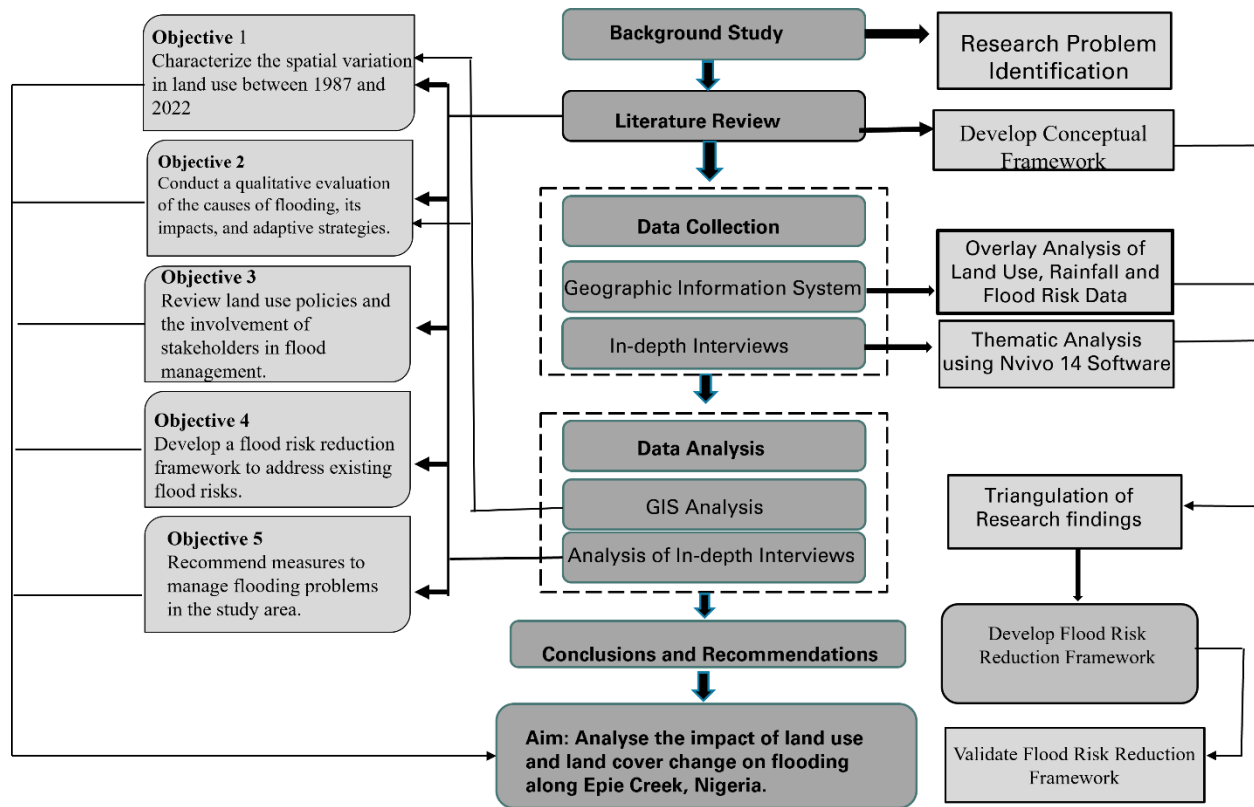 Objective 1
Characterize the spatial variation
in land use between 1987 and
2022
Objective 2
Conduct a qualitative evaluation
of the causes of flooding, its
impacts, and adaptive strategies.
Objective 3
Review land use policies and
the involvement of
stakeholders in flood
management.
Objective 4
Develop a flood risk reduction
framework to address existing
flood risks.
Objective 5
Recommend measures to
manage flooding problems
in the study area.
Background Study
Literature Review
Data Collection
Geographic Information System
In-depth Interviews
Data Analysis
GIS Analysis
Analysis of In-depth Interviews
Conclusions and Recommendations
Aim: Analyse the impact of land use
and land cover change on flooding
along Epie Creek, Nigeria.
Research Problem
Identification
Develop Conceptual
Framework
Overlay Analysis of
Land Use, Rainfall and
Flood Risk Data
Thematic Analysis
using Nvivo 14 Software
Triangulation of
Research findings
Develop Flood Risk
Reduction Framework
Validate Flood Risk Reduction
Framework